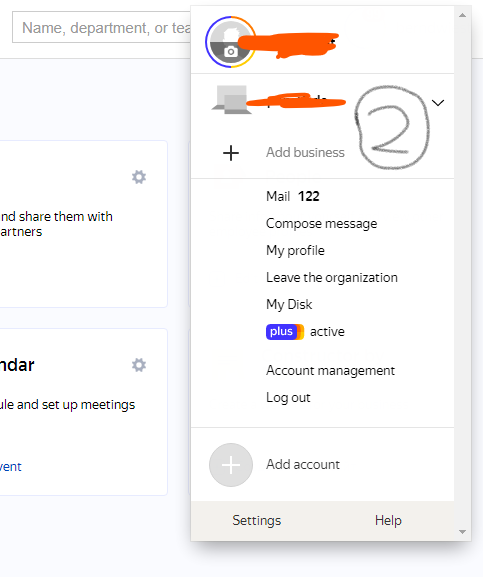 Name, department, or tea
2
Add business
Mail 122
Compose message
My profile
Leave the organization
My Disk
plus active
Account management
Log out
Add account
Settings Help
nd share them with
artners
ndar
ule and set up meetings
vent